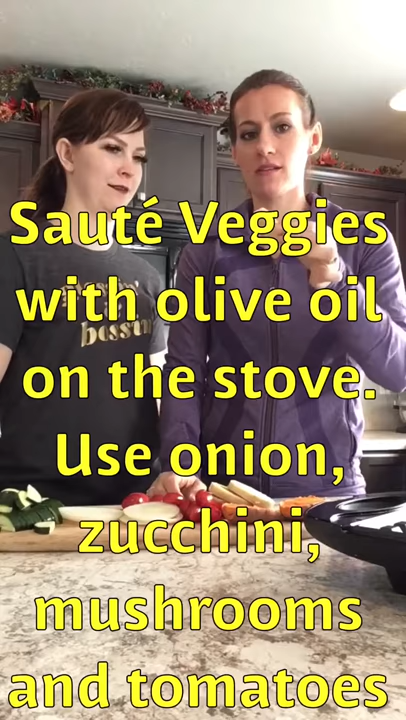 Sauté Veggies
with olive oil
on the stove.
Use onion,
zucchini,
mushrooms
and tomatoes